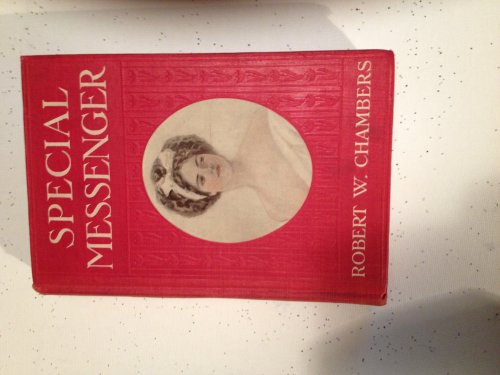 SPECIAL
MESSENGER
ROBERT W. CHAMBERS